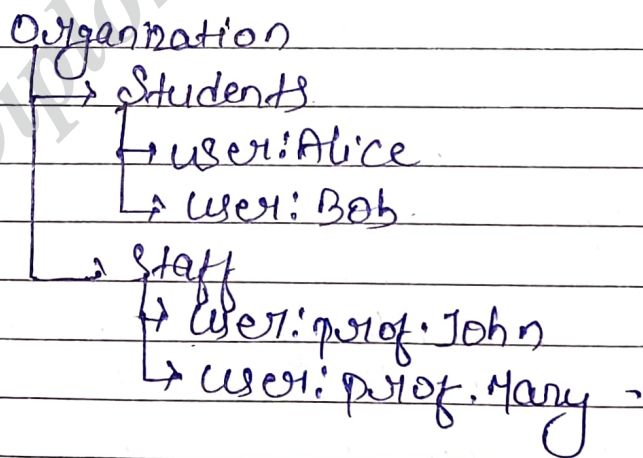 Organization
→ Students
→ user: Alice
→ user: Bob.
→ Staff
→ user: prof. John
→ user: prof. Mary